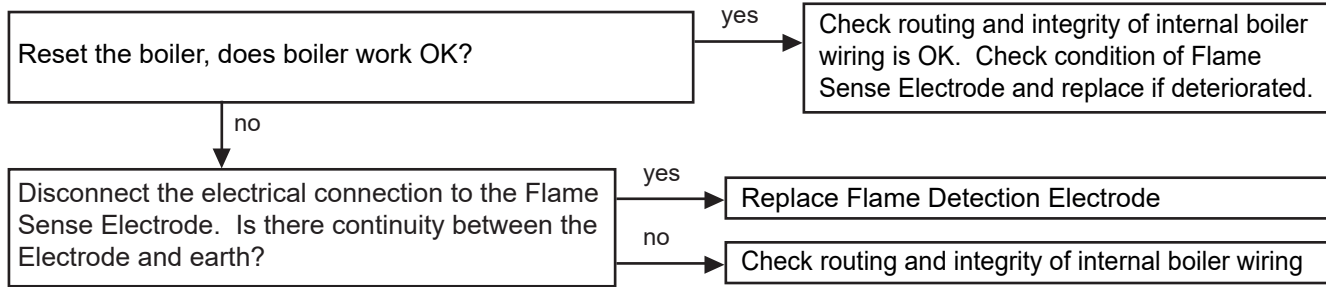 Reset the boiler, does boiler work OK?
yes
Check routing and integrity of internal boiler
wiring is OK.  Check condition of Flame
Sense Electrode and replace if deteriorated.
no
Disconnect the electrical connection to the Flame
Sense Electrode.  Is there continuity between the
Electrode and earth?
yes
Replace Flame Detection Electrode
no
Check routing and integrity of internal boiler wiring